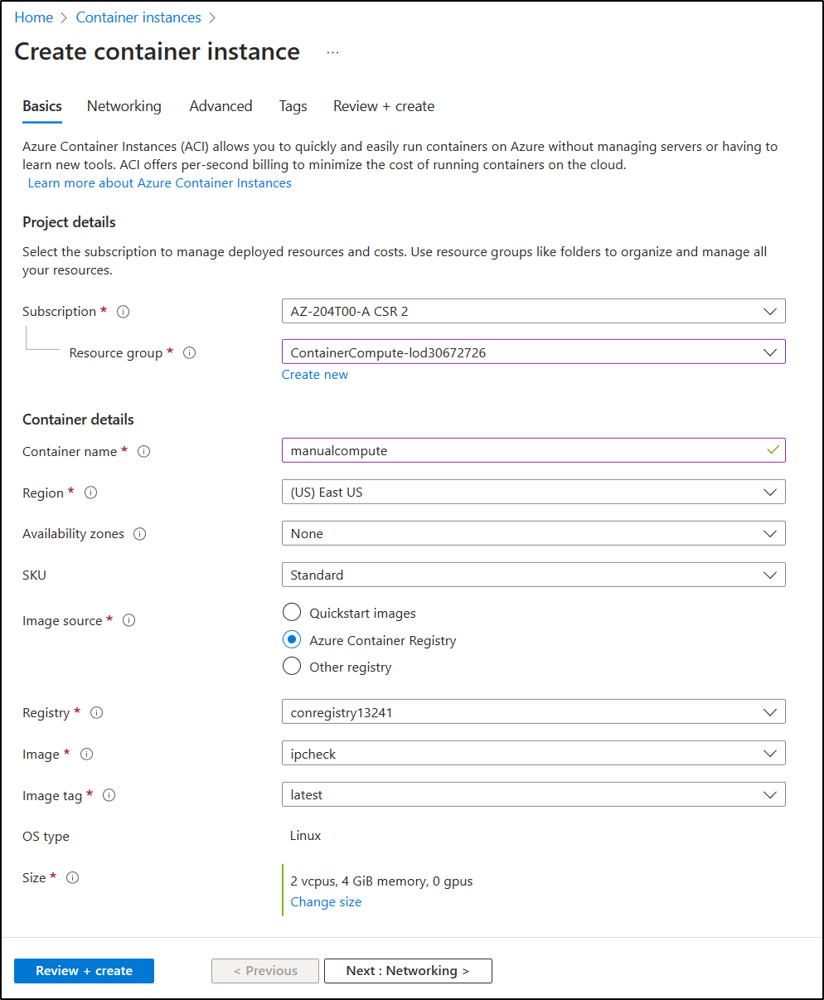 Home > Container instances >
Create container instance ...
Basics Networking Advanced Tags Review + create
Azure Container Instances (ACI) allows you to quickly and easily run containers on Azure without managing servers or having to
learn new tools. ACI offers per-second billing to minimize the cost of running containers on the cloud.
Learn more about Azure Container Instances
Project details
Select the subscription to manage deployed resources and costs. Use resource groups like folders to organize and manage all
your resources.
Subscription * AZ-204T00-A CSR 2
Resource group * ContainerCompute-lod30672726
Create new
Container details
Container name * manualcompute
Region * (US) East US
Availability zones None
SKU Standard
Image source * Quickstart images
Azure Container Registry
Other registry
Registry * conregistry13241
Image * ipcheck
Image tag * latest
OS type Linux
Size * 2 vcpus, 4 GiB memory, 0 gpus
Change size
Review + create < Previous Next : Networking >